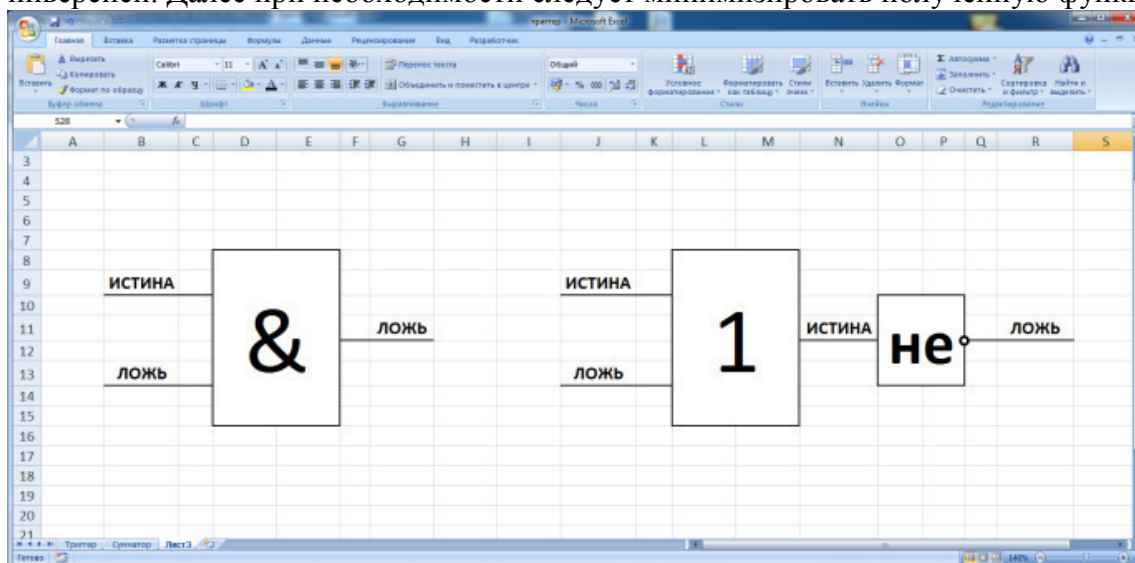 инверсией. Далее при необходимости следует минимизировать полученную функ
триггер - Microsoft Excel
Главная Вставка Разметка страницы Формулы Данные Рецензирование Вид Разработчик
Вырезать
Копировать
Формат по образцу
Вставить
Буфер обмена
Calibri 11
Ж К Ч
Шрифт
Перенос текста
Объединить и поместить в центре
Выравнивание
Общий
% 000
Число
Условное форматирование
Форматировать как таблицу
Стили ячеек
Стили
Вставить Удалить Формат
Ячейки
Автосумма
Заполнить
Очистить
Сортировка и фильтр
Найти и выделить
Редактирование
S28 fx
A B C D E F G H I J K L M N O P Q R S
3
4
5
6
7
8
9 ИСТИНА ИСТИНА
10
11 & ЛОЖЬ 1 ИСТИНА не ЛОЖЬ
12
13 ЛОЖЬ ЛОЖЬ
14
15
16
17
18
19
20
21
Триггер Сумматор Лист3
Готово 140%